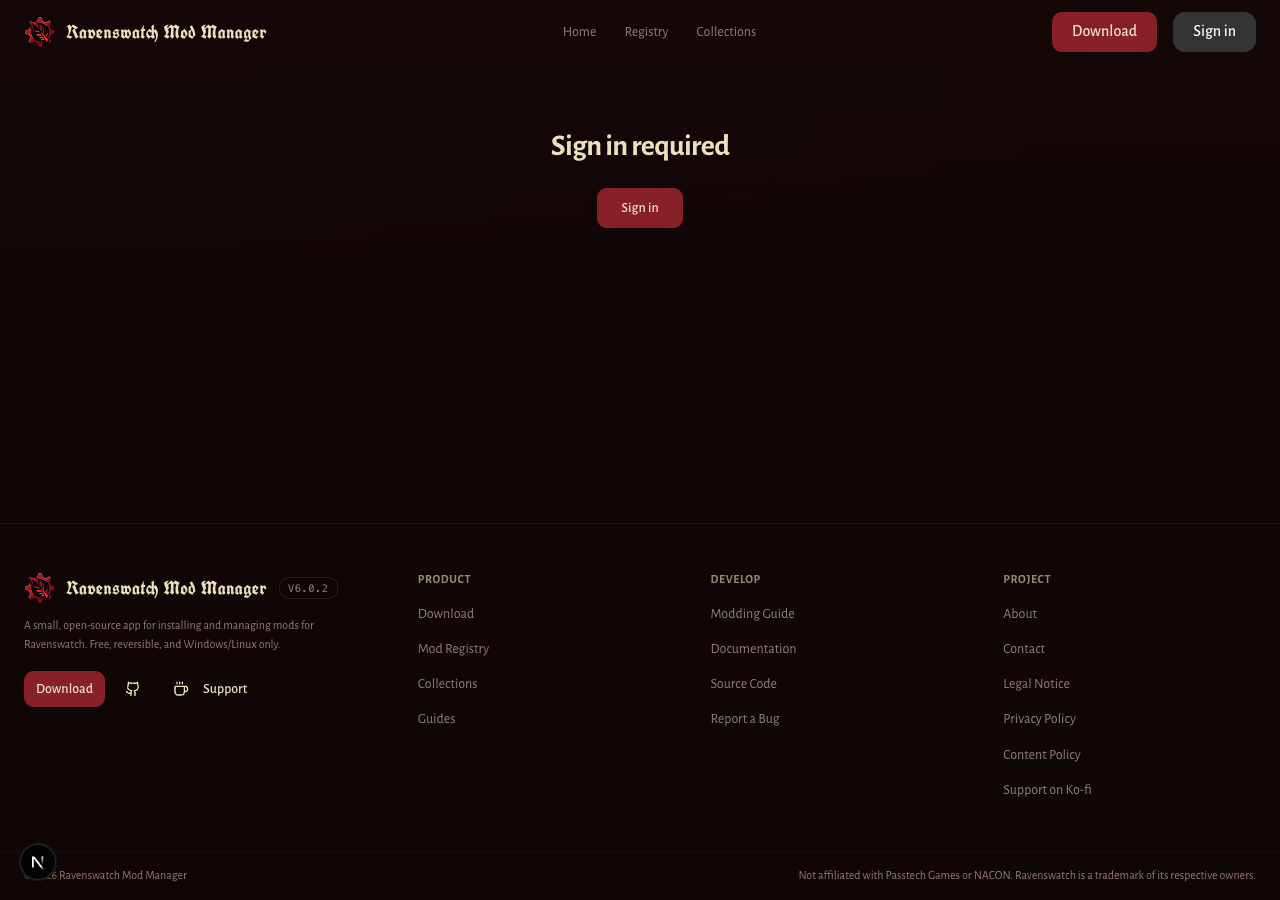 Ravenswatch Mod Manager
Home
Registry
Collections
Download
Sign in
Sign in required
Sign in
Ravenswatch Mod Manager
V6.0.2
A small, open-source app for installing and managing mods for
Ravenswatch. Free, reversible, and Windows/Linux only.
Download
Support
PRODUCT
Download
Mod Registry
Collections
Guides
DEVELOP
Modding Guide
Documentation
Source Code
Report a Bug
PROJECT
About
Contact
Legal Notice
Privacy Policy
Content Policy
Support on Ko-fi
N
Ravenswatch Mod Manager
Not affiliated with Passtech Games or NACON. Ravenswatch is a trademark of its respective owners.